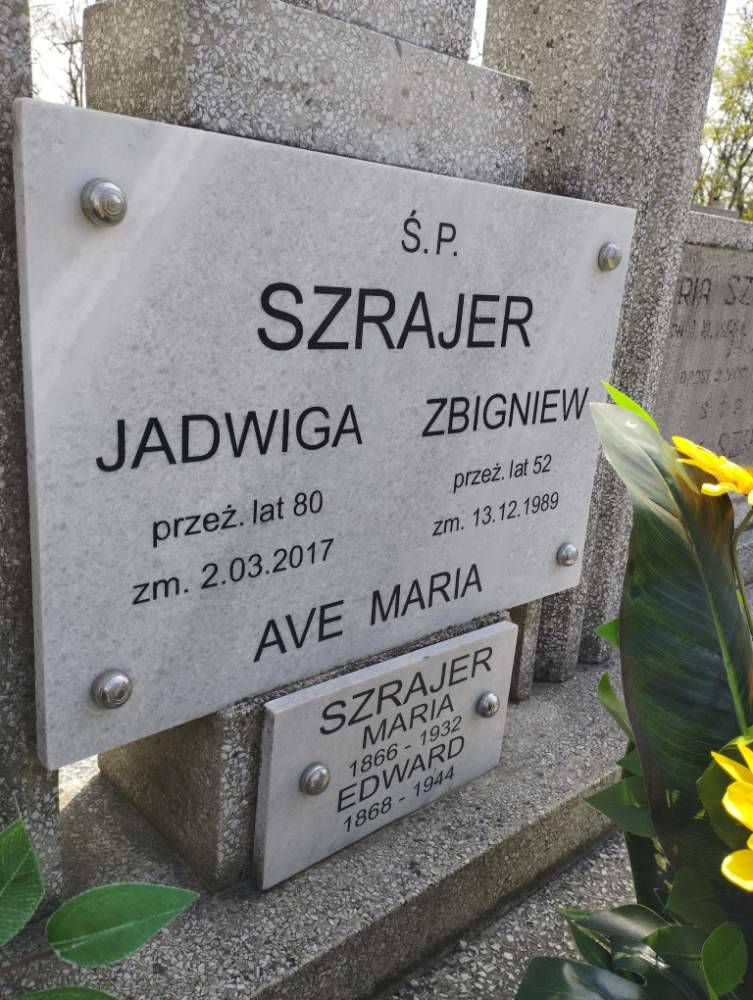 Ś.P.
SZRAJER
JADWIGA
przeż. lat 80
zm. 2.03.2017
ZBIGNIEW
przeż. lat 52
zm. 13.12.1989
AVE MARIA
SZRAJER
MARIA
1866 - 1932
EDWARD
1868 - 1944